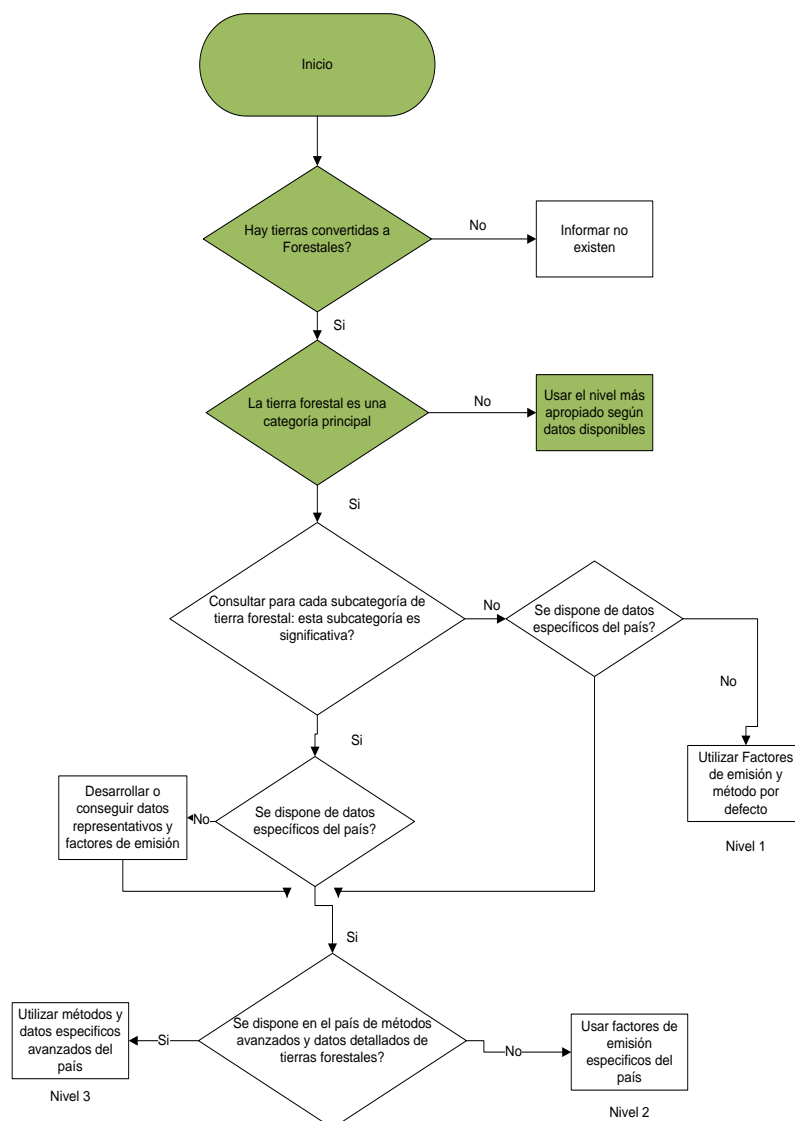 Inicio
Hay tierras convertidas a
Forestales?
No
Informar no
existen
Si
La tierra forestal es una
categoría principal
No
Usar el nivel más
apropiado según
datos disponibles
Si
Consultar para cada subcategoría de
tierra forestal: esta subcategoría es
significativa?
No
Se dispone de datos
específicos del país?
No
Utilizar Factores
de emisión y
método por
defecto
Nivel 1
Si
Se dispone de datos
específicos del país?
No
Desarrollar o
conseguir datos
representativos y
factores de emisión
Si
Se dispone en el país de métodos
avanzados y datos detallados de
tierras forestales?
Si
Utilizar métodos y
datos especificos
avanzados del
país
Nivel 3
No
Usar factores de
emisión
especificos del
país
Nivel 2